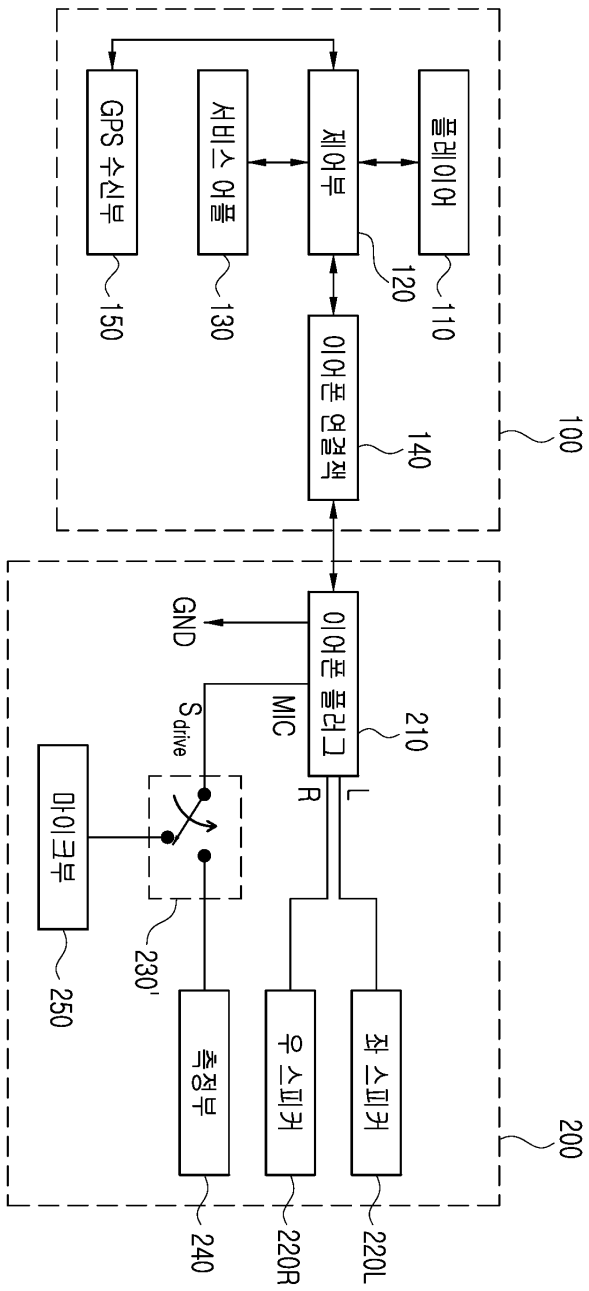 100
플레이어
110
제어부
120
서비스 어플
130
GPS 수신부
150
이어폰 연결잭
140
200
이어폰 플러그
210
L
R
MIC
GND
S drive
좌 스피커
220L
우 스피커
220R
230'
측정부
240
마이크부
250